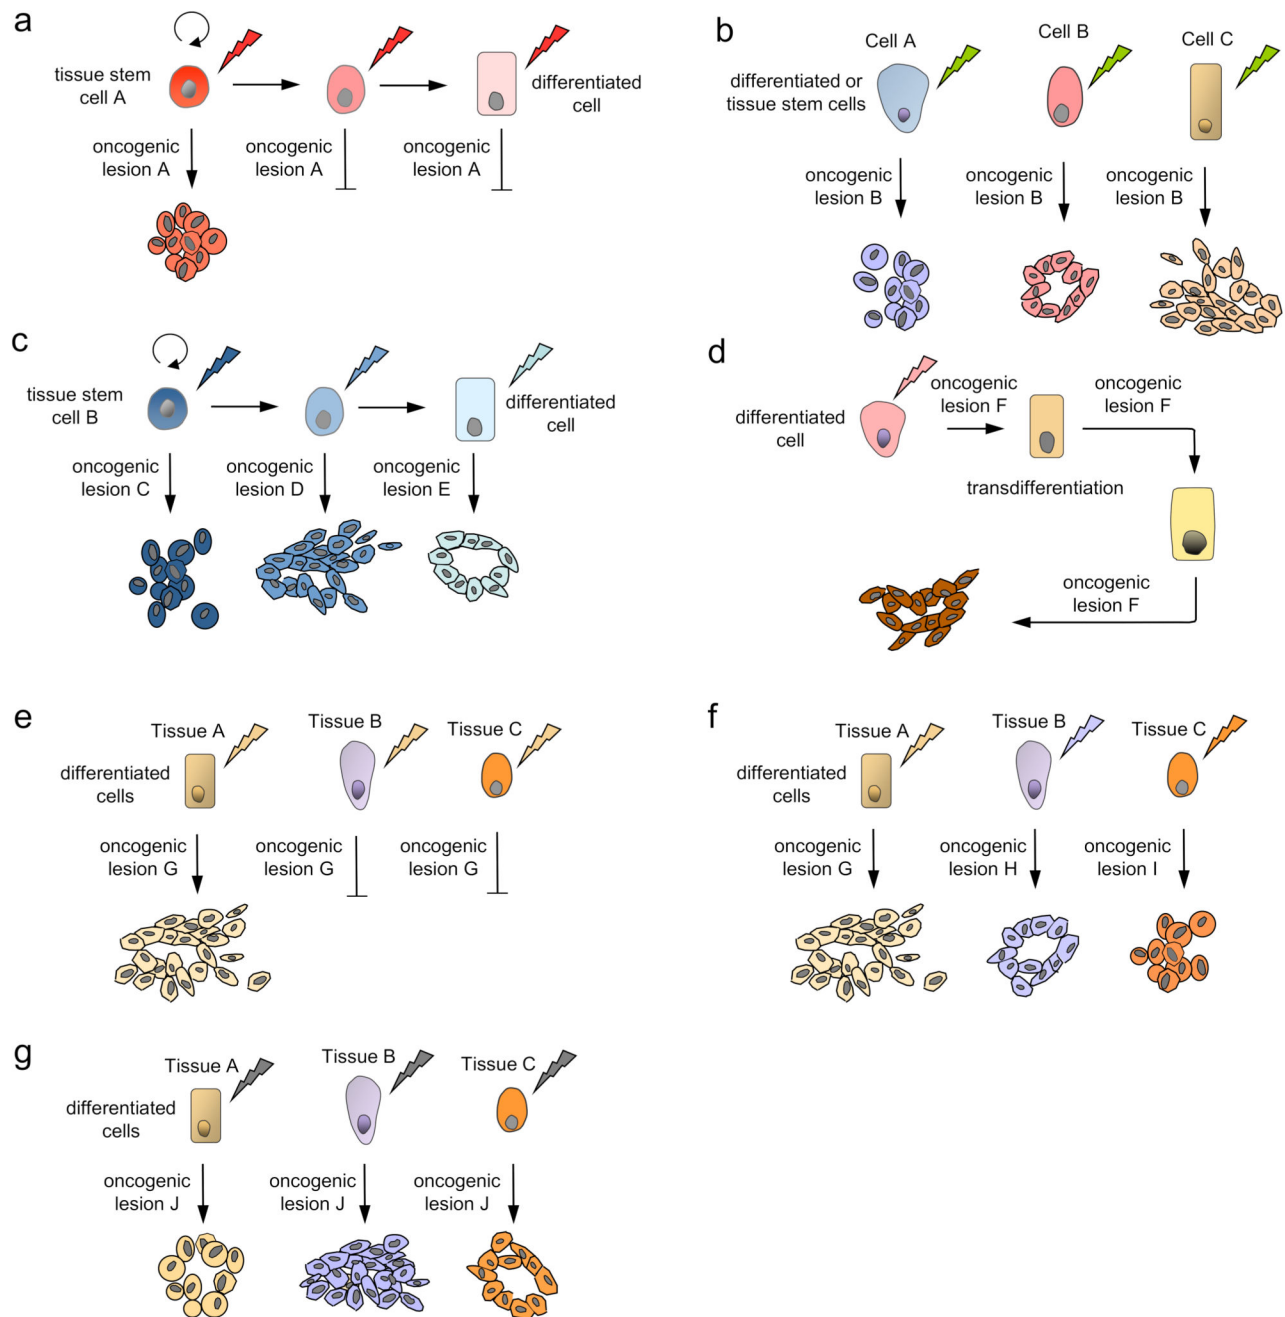 a
tissue stem
cell A
differentiated
cell
oncogenic
lesion A
oncogenic
lesion A
oncogenic
lesion A
b
Cell A
Cell B
Cell C
differentiated or
tissue stem cells
oncogenic
lesion B
oncogenic
lesion B
oncogenic
lesion B
c
tissue stem
cell B
differentiated
cell
oncogenic
lesion C
oncogenic
lesion D
oncogenic
lesion E
d
differentiated
cell
oncogenic
lesion F
oncogenic
lesion F
transdifferentiation
oncogenic
lesion F
e
Tissue A
Tissue B
Tissue C
differentiated
cells
oncogenic
lesion G
oncogenic
lesion G
oncogenic
lesion G
f
Tissue A
Tissue B
Tissue C
differentiated
cells
oncogenic
lesion G
oncogenic
lesion H
oncogenic
lesion I
g
Tissue A
Tissue B
Tissue C
differentiated
cells
oncogenic
lesion J
oncogenic
lesion J
oncogenic
lesion J